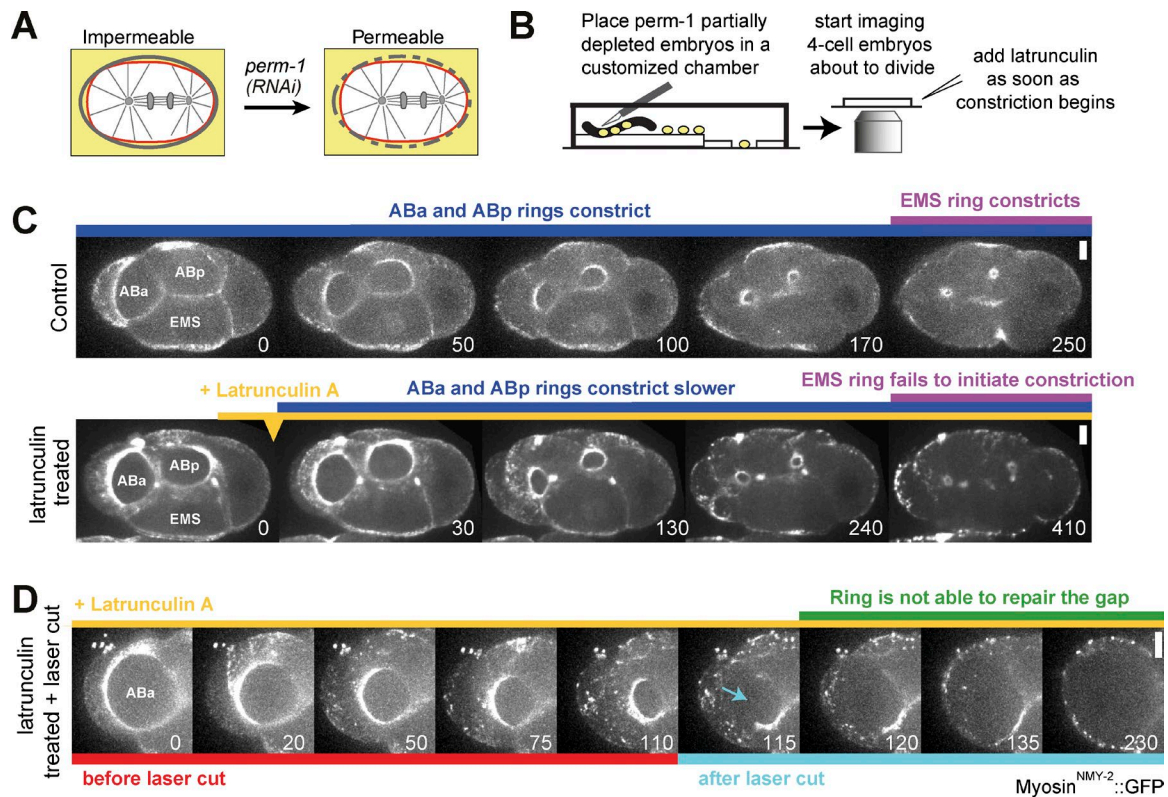 A
Impermeable
perm-1
(RNAi)
Permeable
B
Place perm-1 partially
depleted embryos in a
customized chamber
start imaging
4-cell embryos
about to divide
add latrunculin
as soon as
constriction begins
C
ABa and ABp rings constrict
EMS ring constricts
Control
ABa
ABp
EMS
0
50
100
170
250
+ Latrunculin A
ABa and ABp rings constrict slower
EMS ring fails to initiate constriction
latrunculin
treated
ABa
ABp
EMS
0
30
130
240
410
D
+ Latrunculin A
Ring is not able to repair the gap
latrunculin
treated + laser cut
ABa
0
20
50
75
110
115
120
135
230
before laser cut
after laser cut
Myosin^NMY-2::GFP